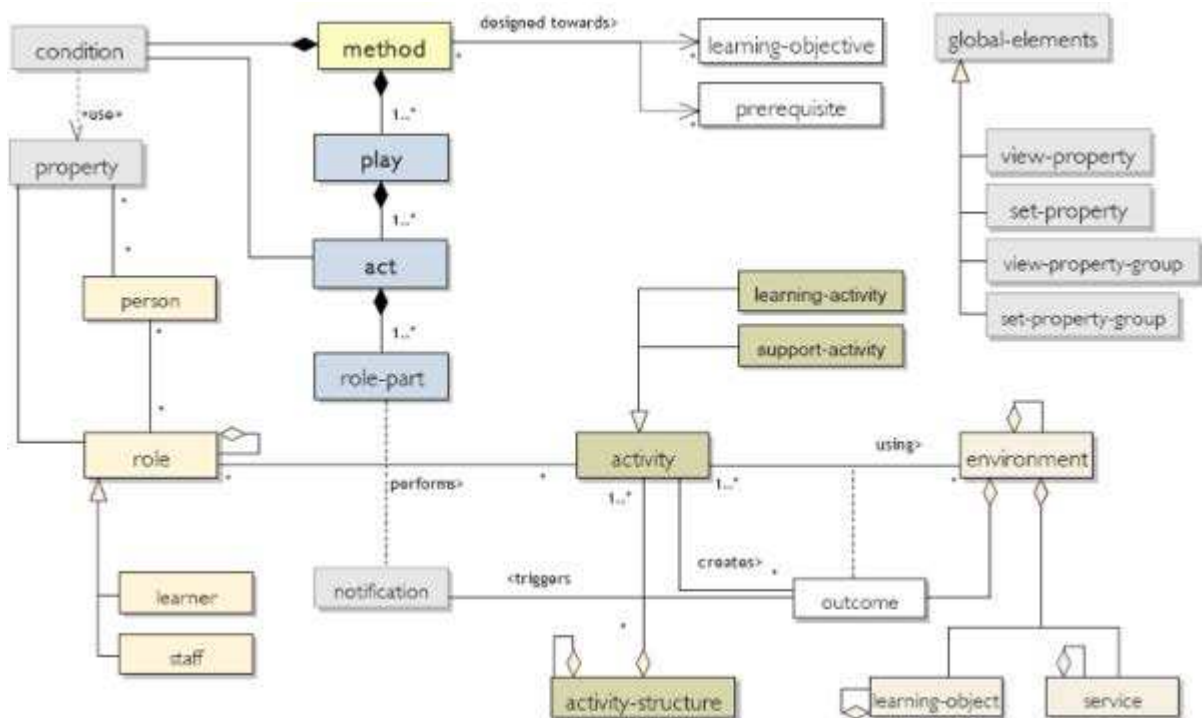 designed towards>
condition
method
*
learning-objective
*
global-elements
prerequisite
*
«use»
1..*
property
play
view-property
*
1..*
set-property
*
act
view-property-group
person
learning-activity
*
1..*
set-property-group
support-activity
role-part
*
role
activity
using>
environment
*
performs>
*
1..*
1..*
*
notification
<triggers
creates>
*
outcome
learner
*
staff
activity-structure
learning-object
service